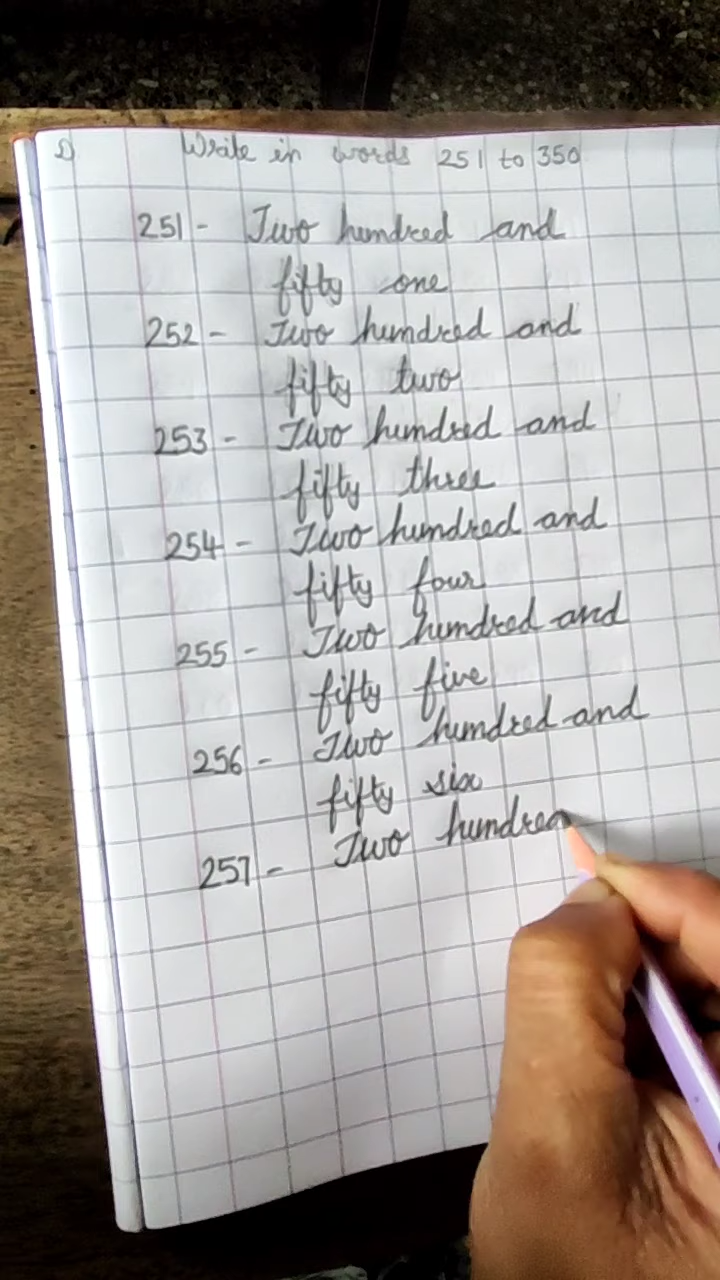 1) Write in words 251 to 350
251 - Two hundred and
fifty one
252 - Two hundred and
fifty two
253 - Two hundred and
fifty three
254 - Two hundred and
fifty four
255 - Two hundred and
fifty five
256 - Two hundred and
fifty six
257 - Two hundred